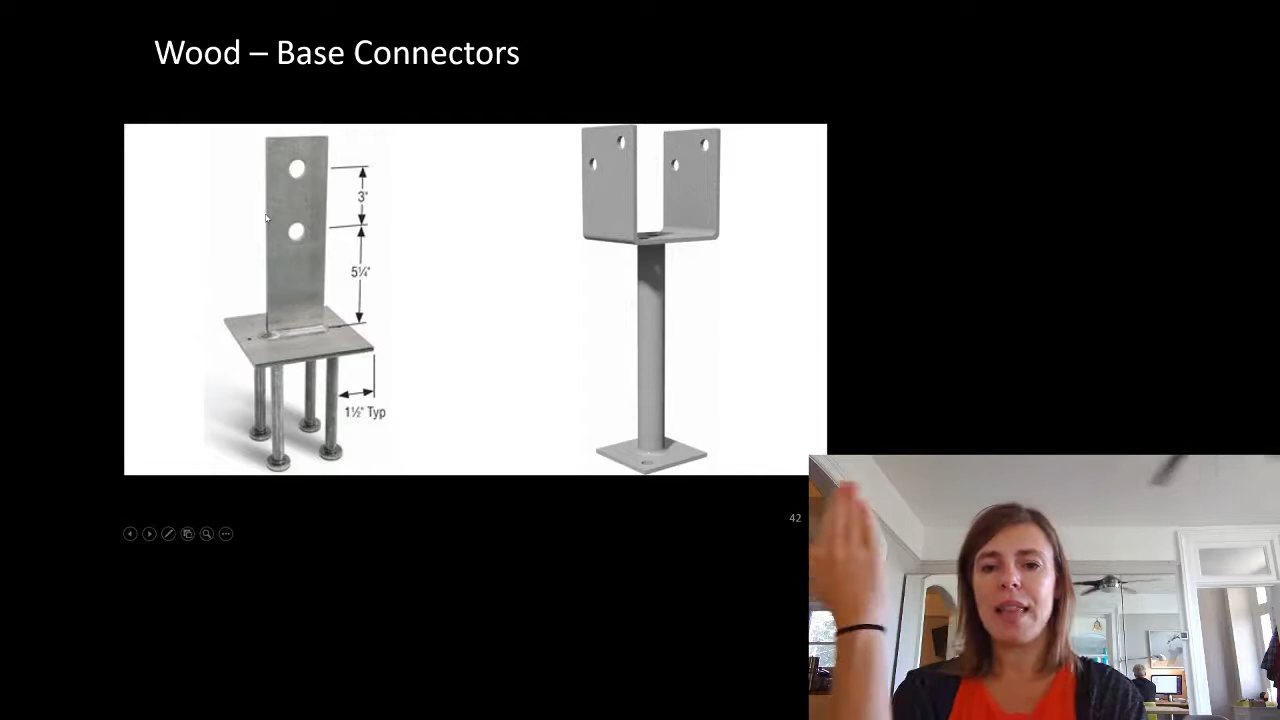 Wood – Base Connectors
3"
5¼"
1½" Typ
42